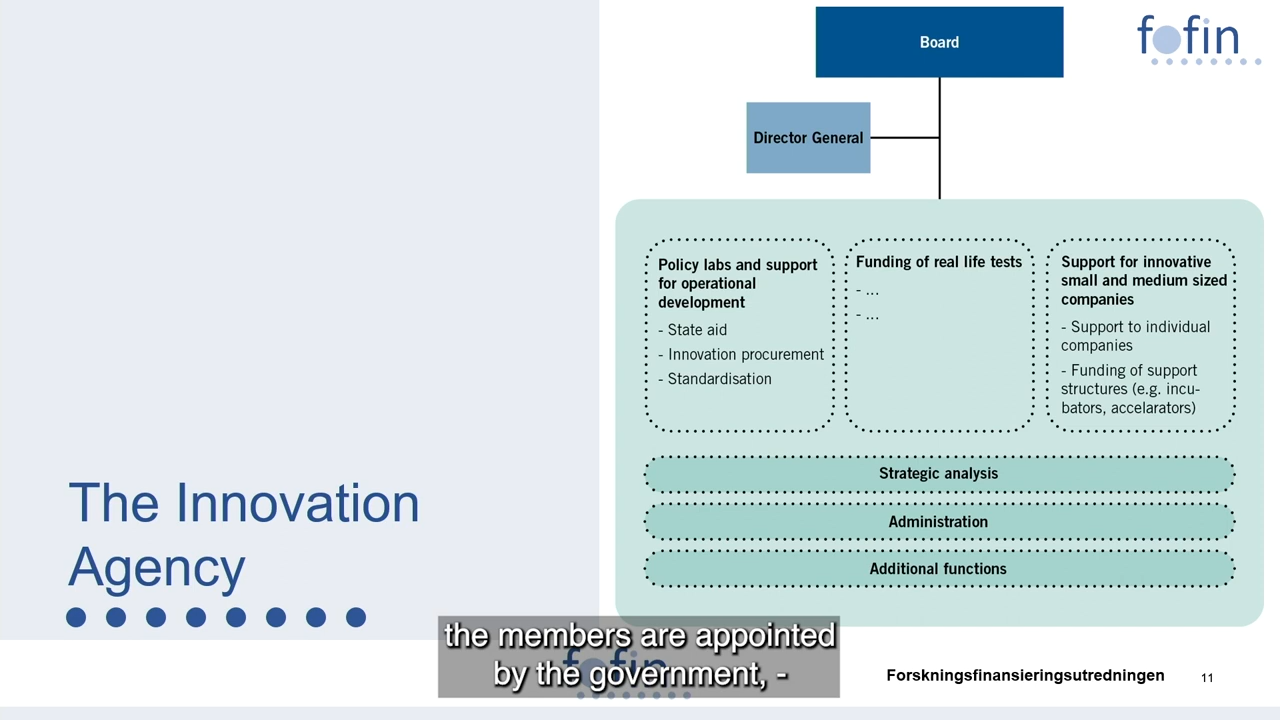 Board
fofin
Director General
Policy labs and support
for operational
development
- State aid
- Innovation procurement
- Standardisation
Funding of real life tests
- ...
- ...
Support for innovative
small and medium sized
companies
- Support to individual
companies
- Funding of support
structures (e.g. incu-
bators, accelarators)
Strategic analysis
Administration
Additional functions
The Innovation
Agency
the members are appointed
by the government, -
fofin
Forskningsfinansieringsutredningen
11